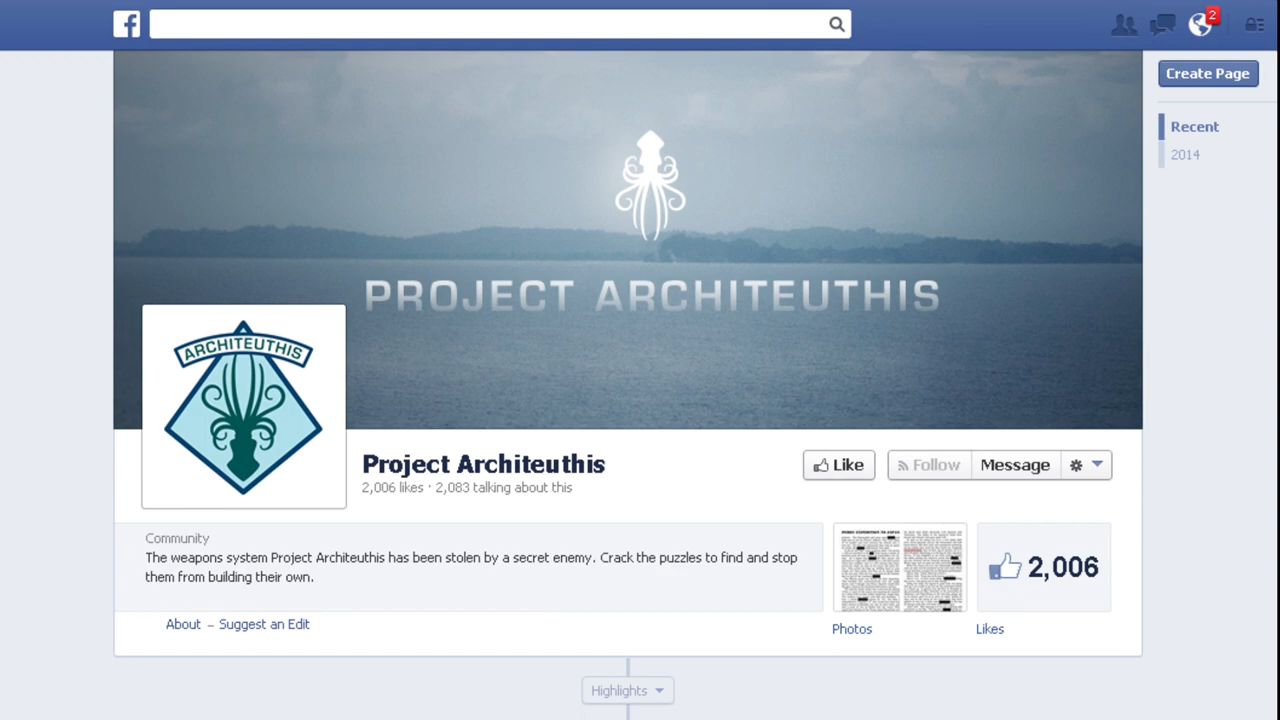 f
2
Create Page
Recent
2014
PROJECT ARCHITEUTHIS
ARCHITEUTHIS
Project Architeuthis
2,006 likes · 2,083 talking about this
Like
Follow
Message
Community
The weapons system Project Architeuthis has been stolen by a secret enemy. Crack the puzzles to find and stop
them from building their own.
2,006
About – Suggest an Edit
Photos
Likes
Highlights